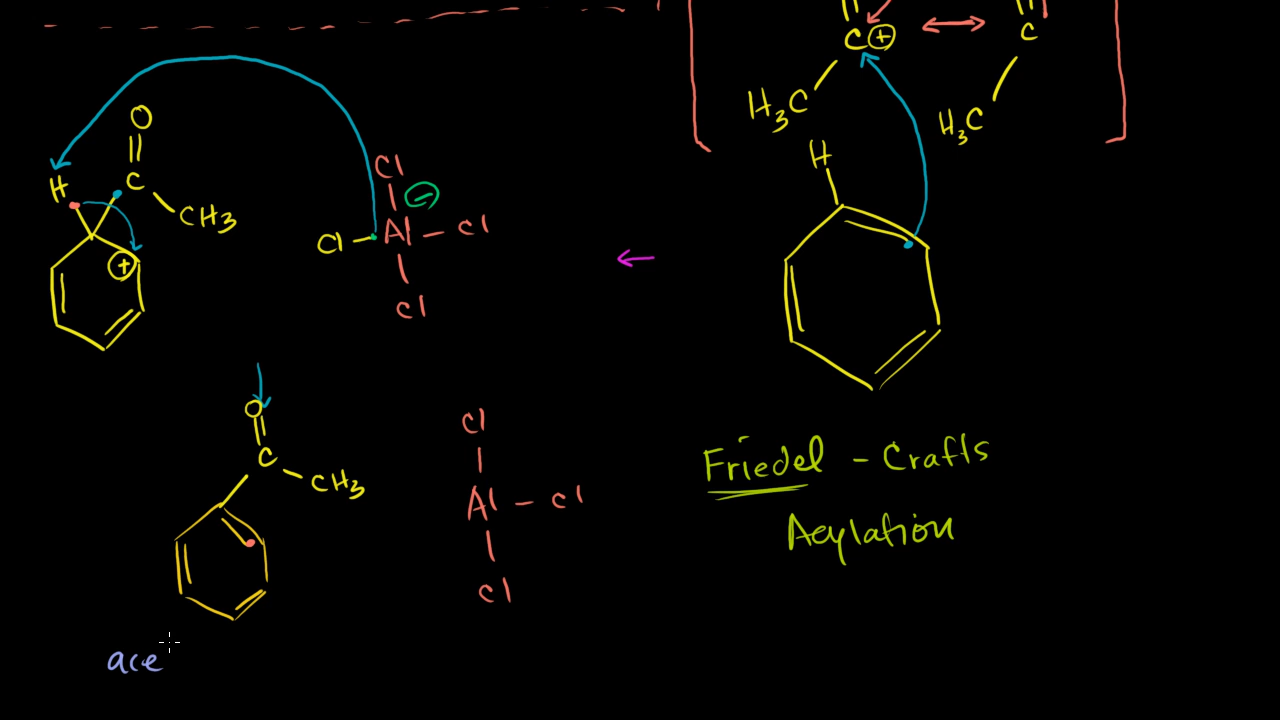 C + C
H₃C H₃C
H
O
C
H CH₃
+
Cl
−
Cl Al Cl
Cl
O
C
CH₃
Cl
Al Cl
Cl
Friedel - Crafts
Acylation
ace